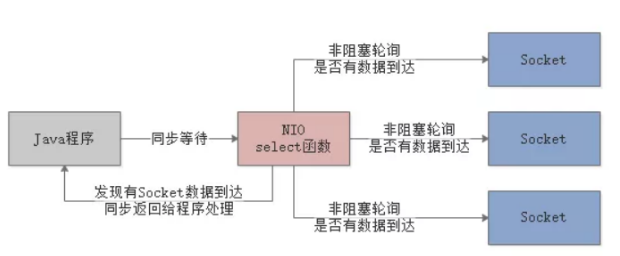 非阻塞轮询
是否有数据到达
Socket
Java程序
同步等待
NIO
select函数
非阻塞轮询
是否有数据到达
Socket
发现有Socket数据到达
同步返回给程序处理
非阻塞轮询
是否有数据到达
Socket